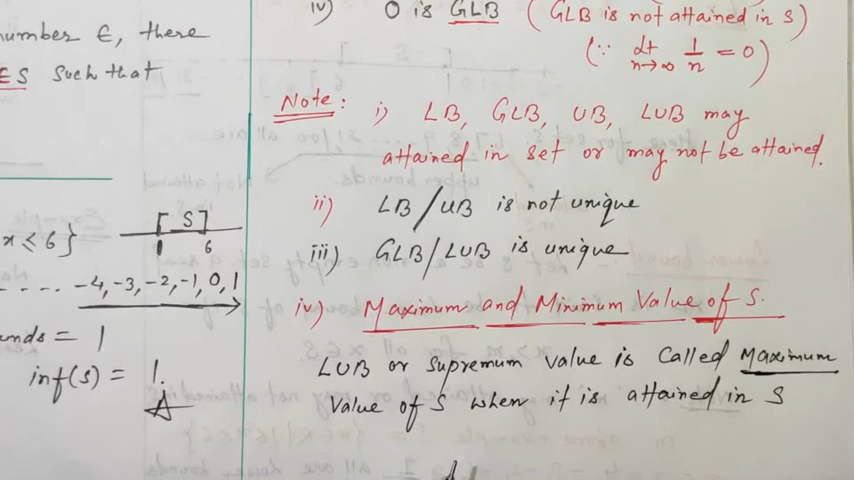 number ϵ, there
ES Such that
x ≤ 6}
[ S ]
1 6
.... -4, -3, -2, -1, 0, 1
unds = 1
inf(S) = 1.
iv) 0 is GLB (GLB is not attained in S)
(∵ lt n→∞ 1/n = 0)
Note: i) LB, GLB, UB, LUB may
attained in set or may not be attained.
ii) LB/UB is not unique
iii) GLB/LUB is unique
iv) Maximum and Minimum Value of S.
LUB or Supremum value is Called Maximum
Value of S when it is attained in S